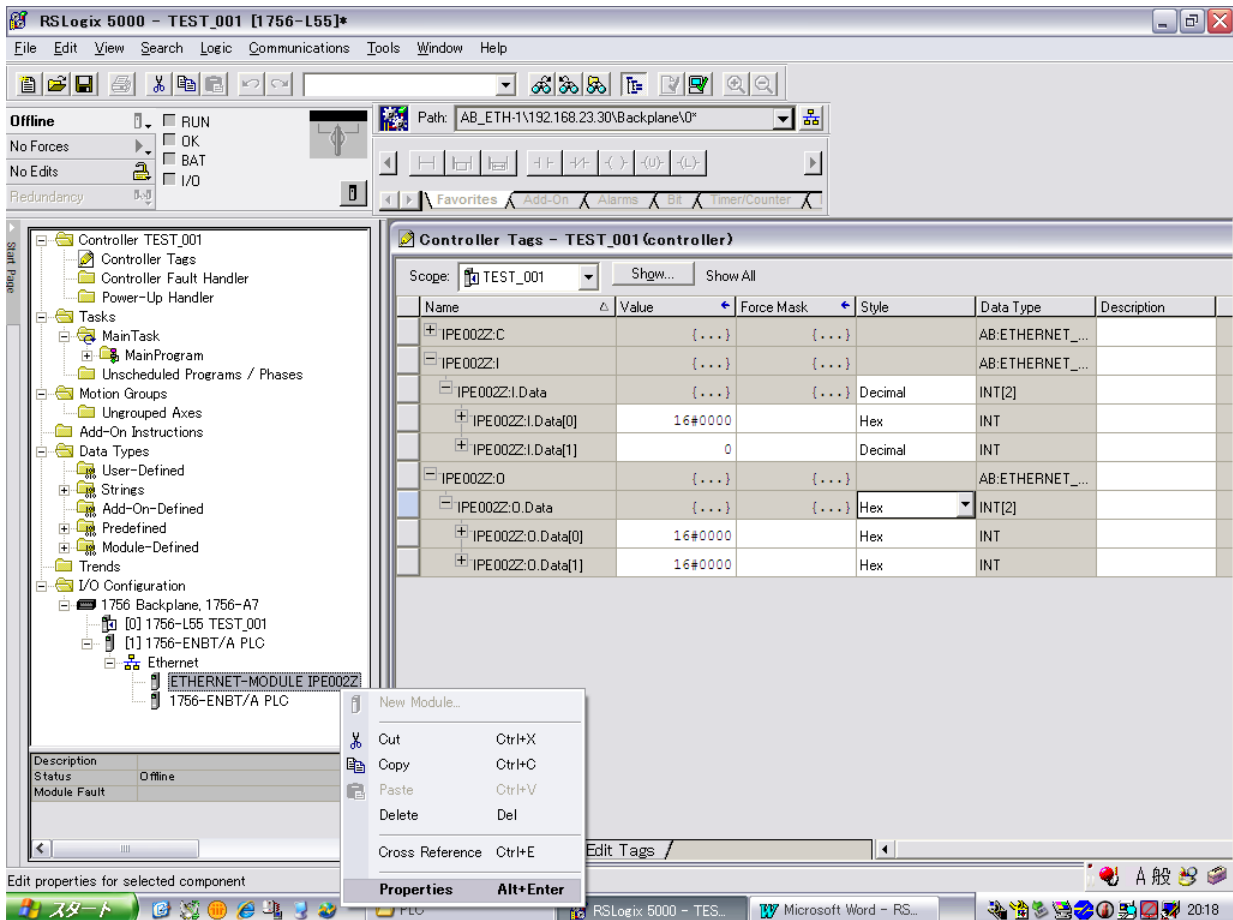 RSLogix 5000 - TEST_001 [1756-L55]*
File Edit View Search Logic Communications Tools Window Help
Offline
RUN
No Forces
OK
BAT
No Edits
I/O
Redundancy
Path: AB_ETH-1\192.168.23.30\Backplane\0*
Favorites Add-On Alarms Bit Timer/Counter
Start Page
Controller TEST_001
Controller Tags
Controller Fault Handler
Power-Up Handler
Tasks
MainTask
MainProgram
Unscheduled Programs / Phases
Motion Groups
Ungrouped Axes
Add-On Instructions
Data Types
User-Defined
Strings
Add-On-Defined
Predefined
Module-Defined
Trends
I/O Configuration
1756 Backplane, 1756-A7
[0] 1756-L55 TEST_001
[1] 1756-ENBT/A PLC
Ethernet
ETHERNET-MODULE IPE002Z
1756-ENBT/A PLC
Description
Status Offline
Module Fault
Controller Tags - TEST_001(controller)
Scope: TEST_001 Show... Show All
Name Value Force Mask Style Data Type Description
IPE002Z:C {...} {...} AB:ETHERNET_...
IPE002Z:I {...} {...} AB:ETHERNET_...
IPE002Z:I.Data {...} {...} Decimal INT[2]
IPE002Z:I.Data[0] 16#0000 Hex INT
IPE002Z:I.Data[1] 0 Decimal INT
IPE002Z:O {...} {...} AB:ETHERNET_...
IPE002Z:O.Data {...} {...} Hex INT[2]
IPE002Z:O.Data[0] 16#0000 Hex INT
IPE002Z:O.Data[1] 16#0000 Hex INT
New Module...
Cut Ctrl+X
Copy Ctrl+C
Paste Ctrl+V
Delete Del
Cross Reference Ctrl+E
Properties Alt+Enter
Edit Tags
Edit properties for selected component
A 般
スタート
PLC
RSLogix 5000 - TES...
Microsoft Word - RS...
20:18